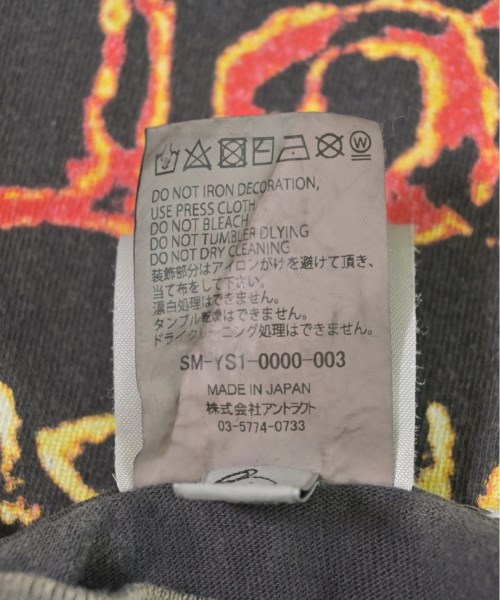 DO NOT IRON DECORATION,
USE PRESS CLOTH
DO NOT BLEACH
DO NOT TUMBLER DLYING
DO NOT DRY CLEANING
装飾部分はアイロンがけを避けて頂き、
当て布をして下さい。
漂白処理はできません。
タンブル乾燥はできません。
ドライクリーニング処理はできません。
SM-YS1-0000-003
MADE IN JAPAN
株式会社アントラクト
03-5774-0733